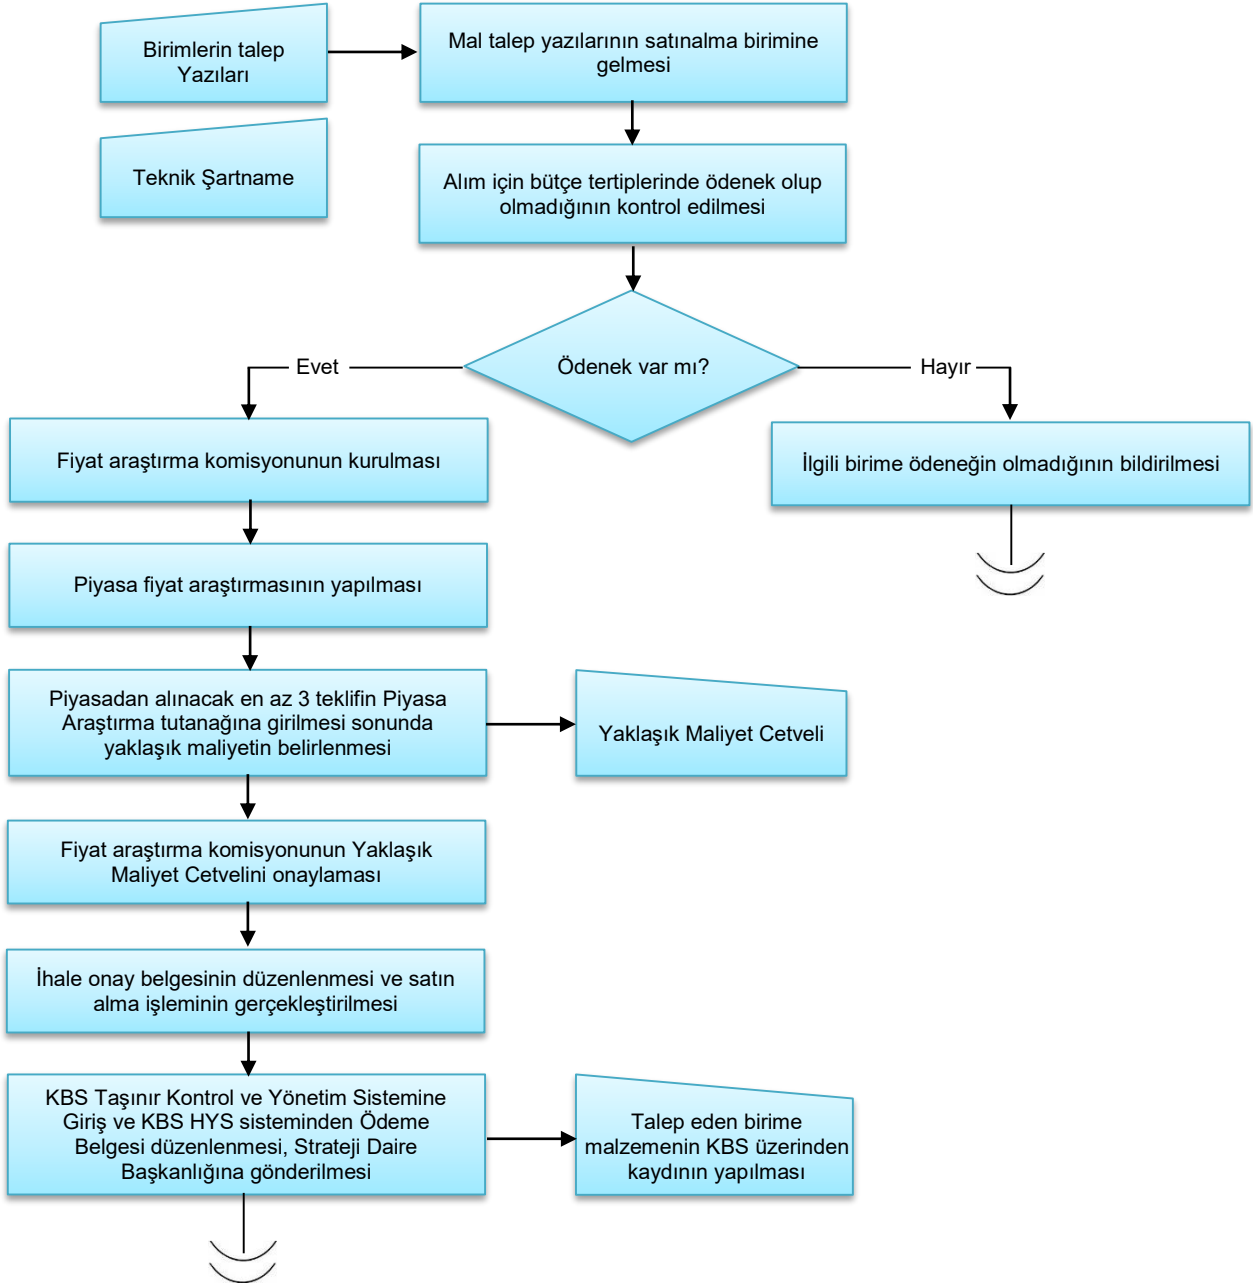 Birimlerin talep
Yazıları
Mal talep yazılarının satınalma birimine
gelmesi
Teknik Şartname
Alım için bütçe tertiplerinde ödenek olup
olmadığının kontrol edilmesi
Ödenek var mı?
Evet
Hayır
Fiyat araştırma komisyonunun kurulması
İlgili birime ödeneğin olmadığının bildirilmesi
Piyasa fiyat araştırmasının yapılması
Piyasadan alınacak en az 3 teklifin Piyasa
Araştırma tutanağına girilmesi sonunda
yaklaşık maliyetin belirlenmesi
Yaklaşık Maliyet Cetveli
Fiyat araştırma komisyonunun Yaklaşık
Maliyet Cetvelini onaylaması
İhale onay belgesinin düzenlenmesi ve satın
alma işleminin gerçekleştirilmesi
KBS Taşınır Kontrol ve Yönetim Sistemine
Giriş ve KBS HYS sisteminden Ödeme
Belgesi düzenlenmesi, Strateji Daire
Başkanlığına gönderilmesi
Talep eden birime
malzemenin KBS üzerinden
kaydının yapılması